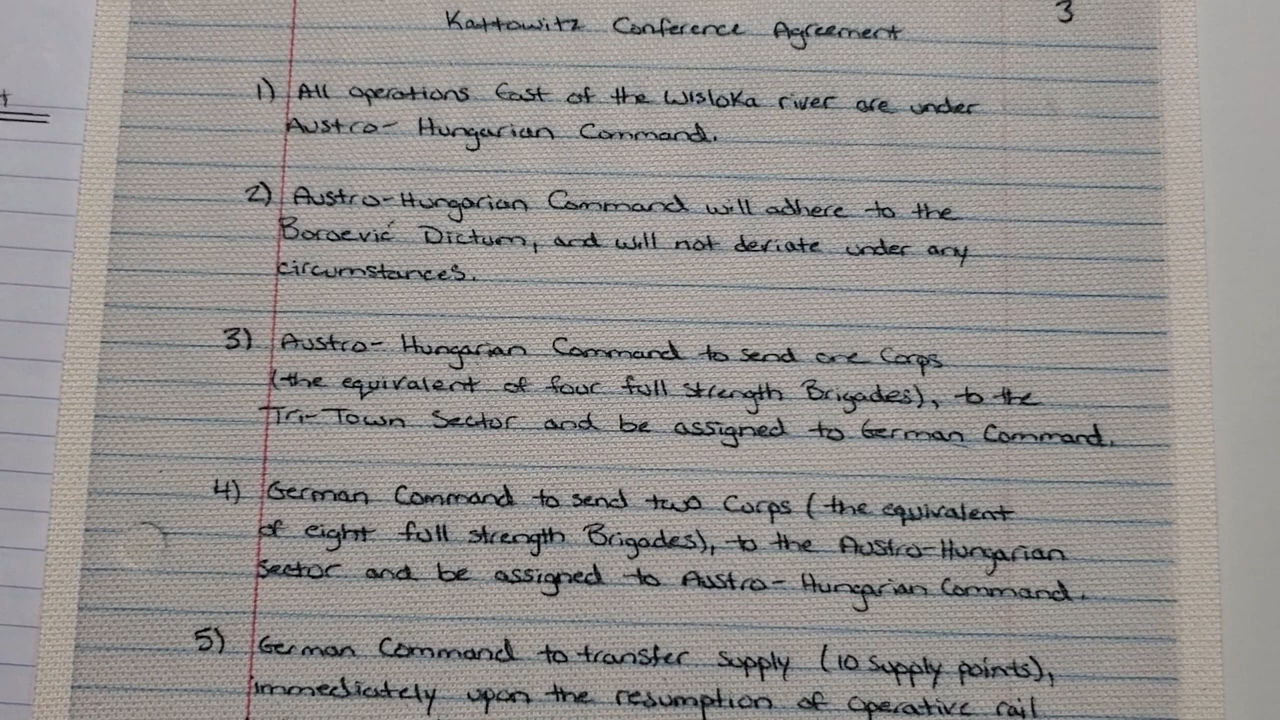 3
Kattowitz Conference Agreement
1) All operations East of the Wisloka river are under
Austro-Hungarian Command.
2) Austro-Hungarian Command will adhere to the
Boroević Dictum, and will not deviate under any
circumstances.
3) Austro-Hungarian Command to send one Corps
(the equivalent of four full strength Brigades), to the
Tri-Town Sector and be assigned to German Command.
4) German Command to send two Corps (the equivalent
of eight full strength Brigades), to the Austro-Hungarian
Sector and be assigned to Austro-Hungarian Command.
5) German Command to transfer supply (10 supply points),
immediately upon the resumption of operative rail